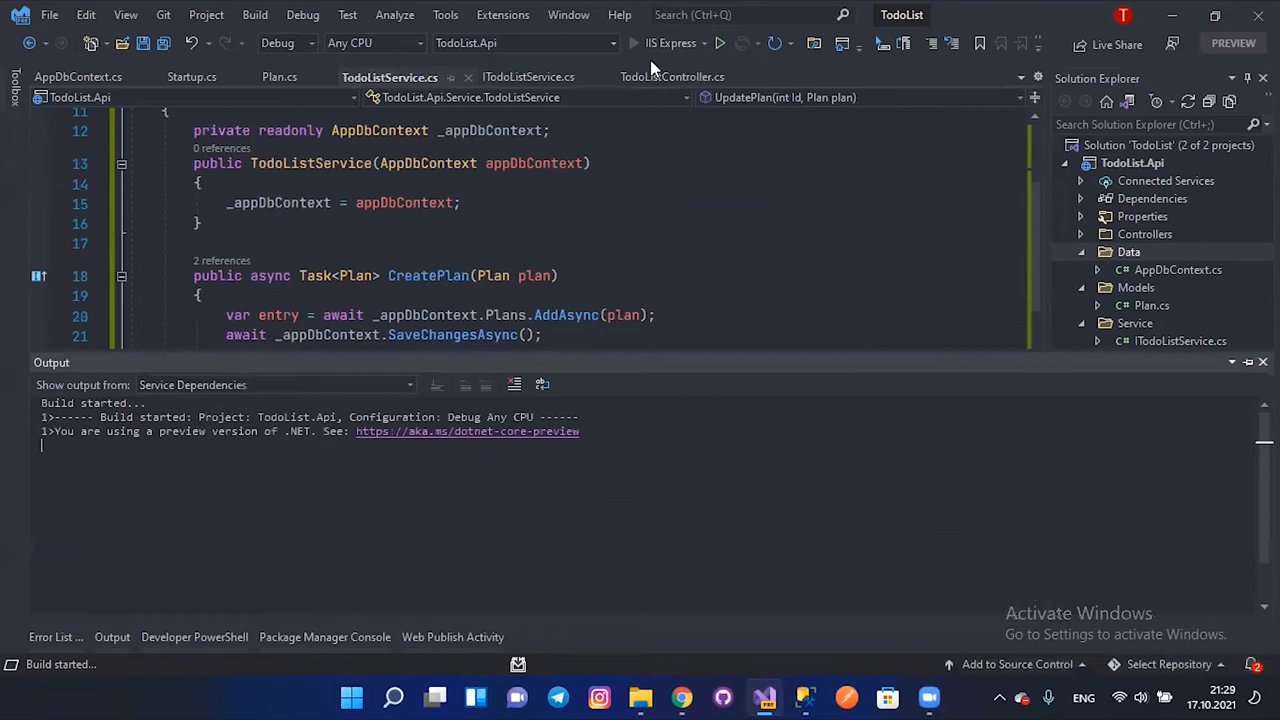 File Edit View Git Project Build Debug Test Analyze Tools Extensions Window Help Search (Ctrl+Q) TodoList T
Debug Any CPU TodoList.Api IIS Express Live Share PREVIEW
Toolbox
AppDbContext.cs Startup.cs Plan.cs TodoListService.cs ITodoListService.cs TodoListController.cs
TodoList.Api TodoList.Api.Service.TodoListService UpdatePlan(int Id, Plan plan)
11 {
12 private readonly AppDbContext _appDbContext;
0 references
13 public TodoListService(AppDbContext appDbContext)
14 {
15 _appDbContext = appDbContext;
16 }
17
2 references
18 public async Task<Plan> CreatePlan(Plan plan)
19 {
20 var entry = await _appDbContext.Plans.AddAsync(plan);
21 await _appDbContext.SaveChangesAsync();
Solution Explorer
Search Solution Explorer (Ctrl+;)
Solution 'TodoList' (2 of 2 projects)
TodoList.Api
Connected Services
Dependencies
Properties
Controllers
Data
C# AppDbContext.cs
Models
C# Plan.cs
Service
C# ITodoListService.cs
Output
Show output from: Service Dependencies
Build started...
1>------ Build started: Project: TodoList.Api, Configuration: Debug Any CPU ------
1>You are using a preview version of .NET. See: https://aka.ms/dotnet-core-preview
Activate Windows
Go to Settings to activate Windows.
Error List ... Output Developer PowerShell Package Manager Console Web Publish Activity
Build started... Add to Source Control Select Repository 2
ENG 21:29
17.10.2021